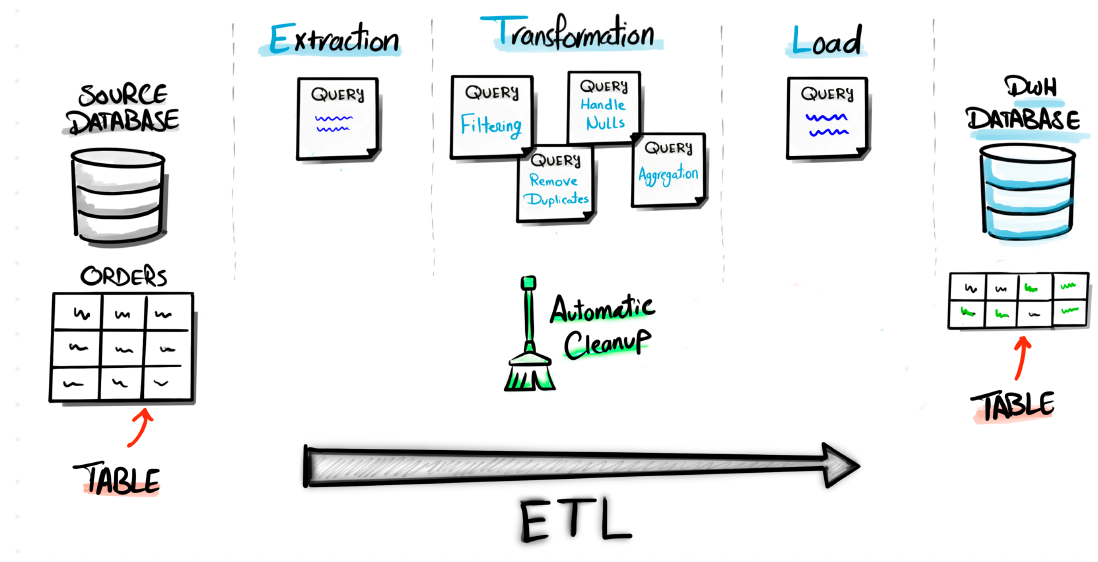 Extraction
Transformation
Load
SOURCE
DATABASE
QUERY
QUERY
Filtering
QUERY
Handle
Nulls
QUERY
Remove
Duplicates
QUERY
Aggregation
QUERY
DWH
DATABASE
ORDERS
Automatic
Cleanup
TABLE
TABLE
ETL